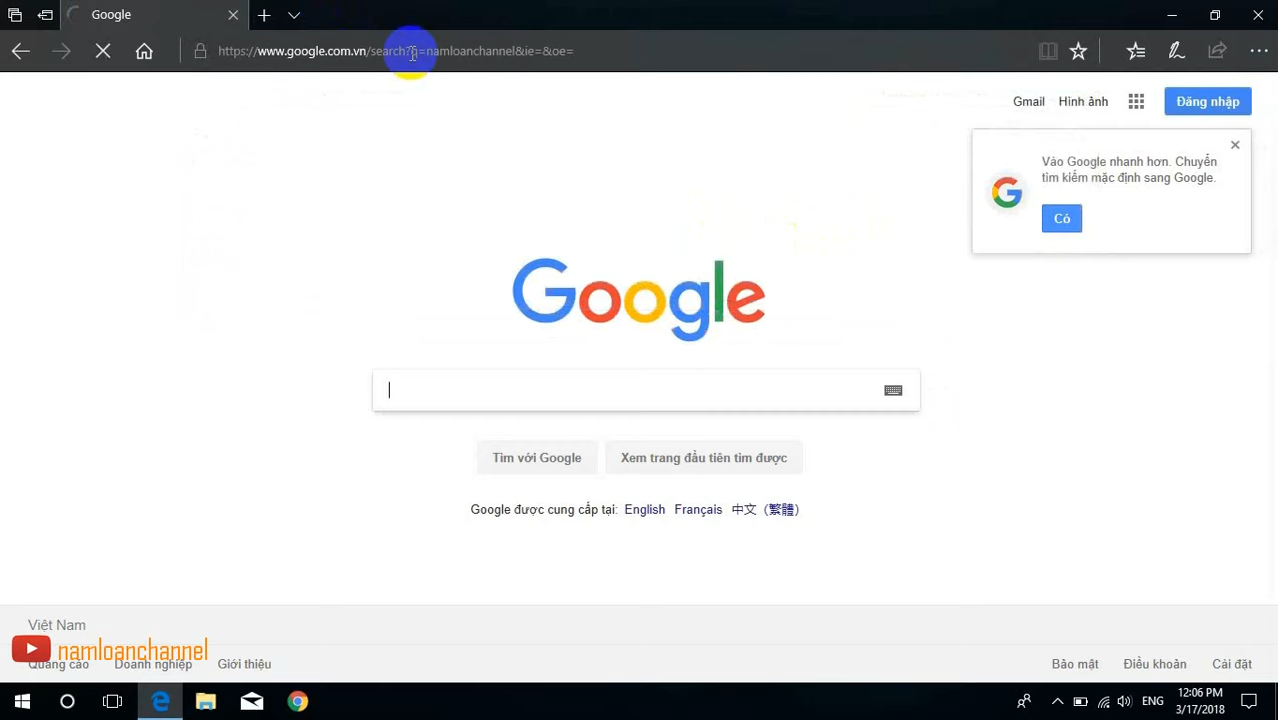 Google
https://www.google.com.vn/search?q=namloanchannel&ie=&oe=
Gmail Hình ảnh Đăng nhập
Vào Google nhanh hơn. Chuyển
tìm kiếm mặc định sang Google.
Có
Google
Tìm với Google Xem trang đầu tiên tìm được
Google được cung cấp tại: English Français 中文（繁體）
Việt Nam
namloanchannel
Quảng cáo Doanh nghiệp Giới thiệu Bảo mật Điều khoản Cài đặt
ENG
12:06 PM
3/17/2018